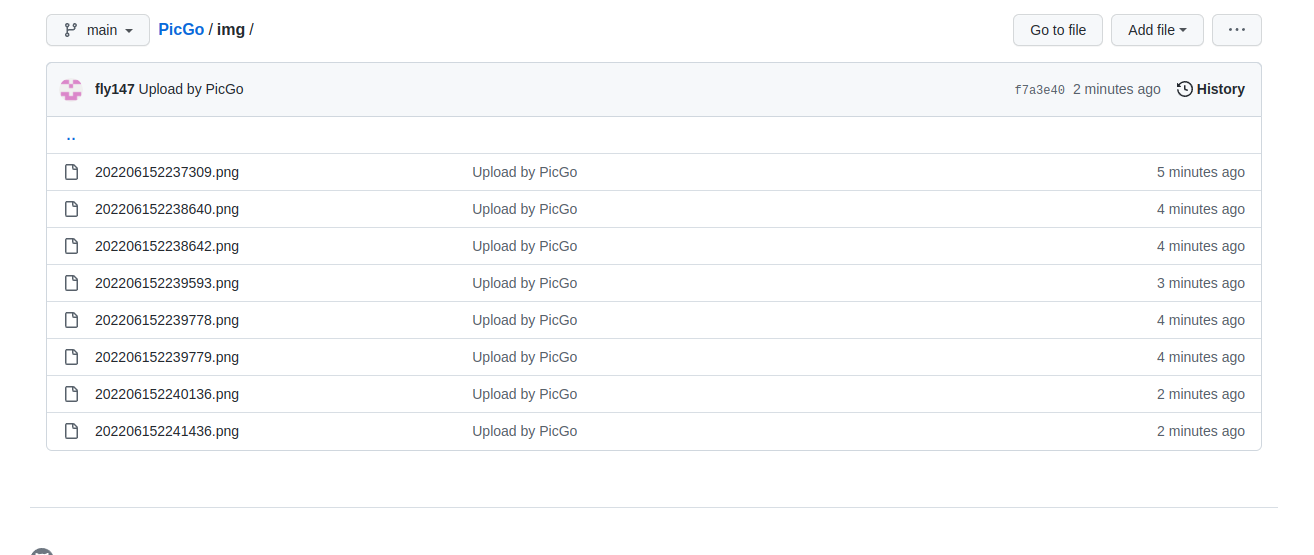 main PicGo / img / Go to file Add file ...
fly147 Upload by PicGo f7a3e40 2 minutes ago History
..
202206152237309.png Upload by PicGo 5 minutes ago
202206152238640.png Upload by PicGo 4 minutes ago
202206152238642.png Upload by PicGo 4 minutes ago
202206152239593.png Upload by PicGo 3 minutes ago
202206152239778.png Upload by PicGo 4 minutes ago
202206152239779.png Upload by PicGo 4 minutes ago
202206152240136.png Upload by PicGo 2 minutes ago
202206152241436.png Upload by PicGo 2 minutes ago